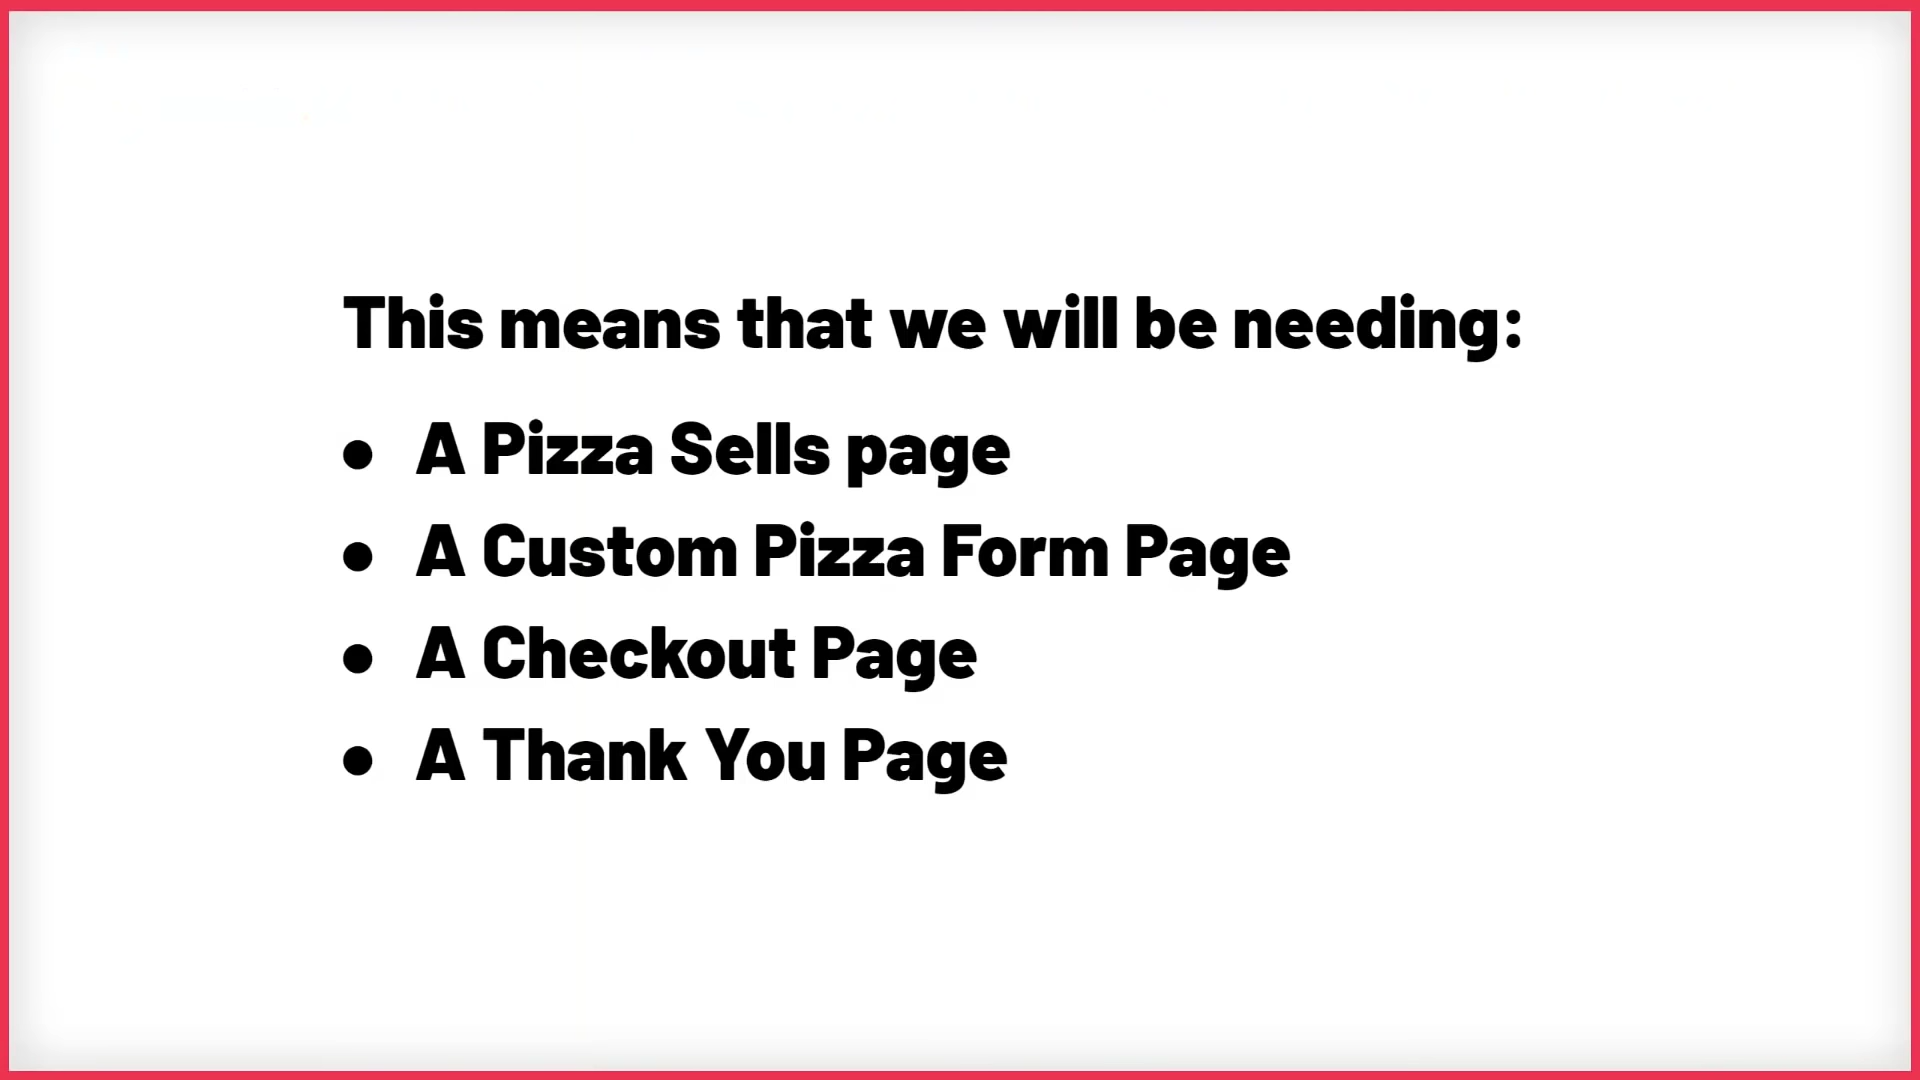 This means that we will be needing:
● A Pizza Sells page
● A Custom Pizza Form Page
● A Checkout Page
● A Thank You Page